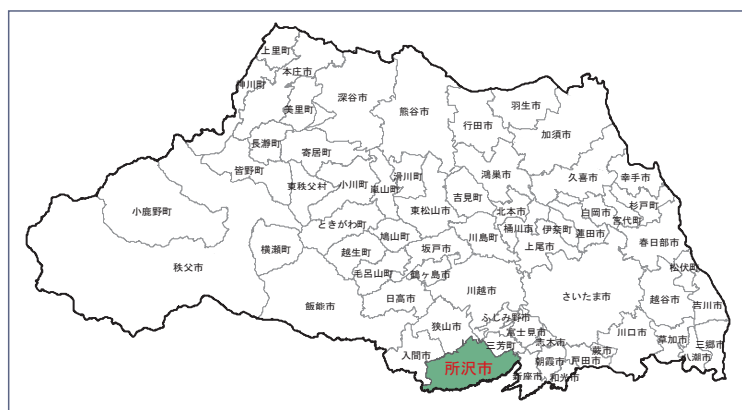 上里町
本庄市
神川町
美里町
深谷市
熊谷市
行田市
羽生市
加須市
長瀞町
寄居町
皆野町
東秩父村
小川町
嵐山町
滑川町
吉見町
鴻巣市
久喜市
幸手市
小鹿野町
ときがわ町
東松山市
北本市
桶川市
伊奈町
白岡市
蓮田市
宮代町
杉戸町
横瀬町
越生町
鳩山町
坂戸市
川島町
上尾市
春日部市
秩父市
毛呂山町
鶴ヶ島市
松伏町
飯能市
日高市
川越市
さいたま市
越谷市
吉川市
狭山市
ふじみ野市
富士見市
川口市
草加市
三郷市
入間市
三芳町
志木市
朝霞市
戸田市
蕨市
八潮市
所沢市
新座市
和光市